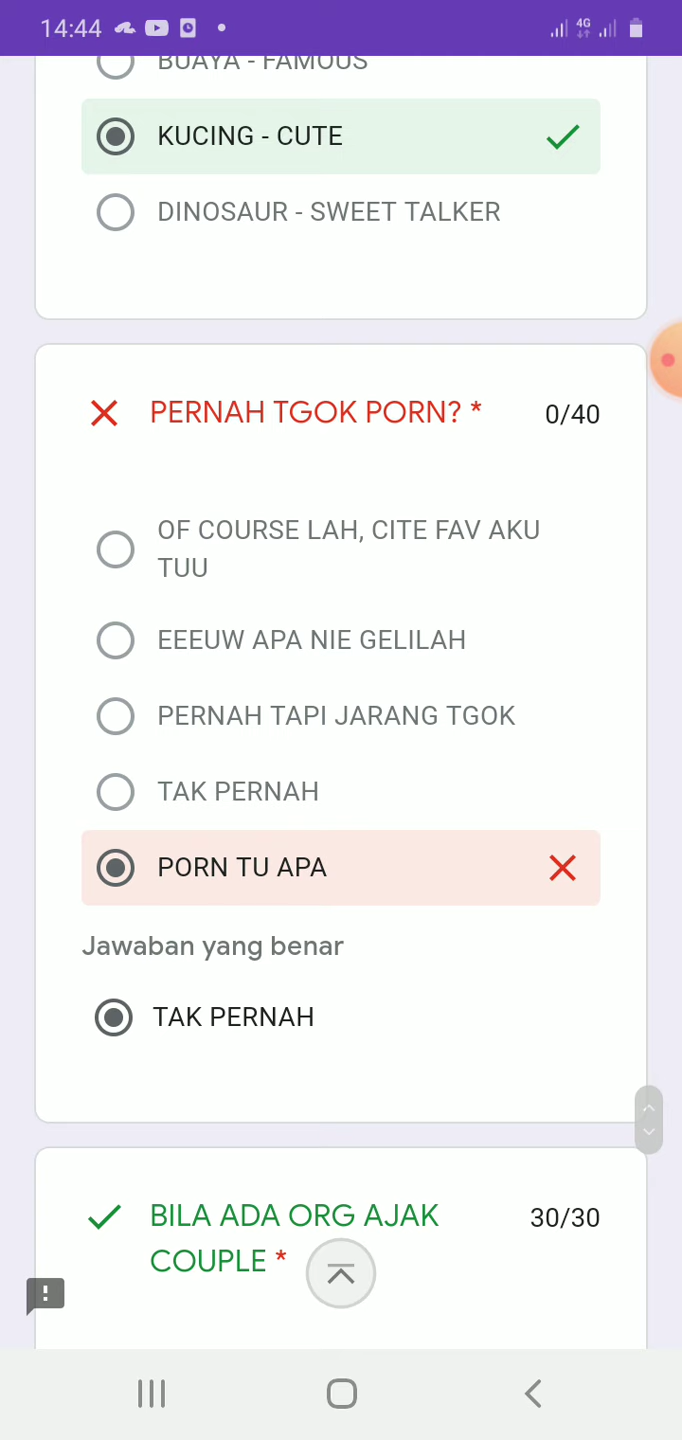 14:44
4G
BUAYA - FAMOUS
KUCING - CUTE
DINOSAUR - SWEET TALKER
PERNAH TGOK PORN? *
0/40
OF COURSE LAH, CITE FAV AKU
TUU
EEEUW APA NIE GELILAH
PERNAH TAPI JARANG TGOK
TAK PERNAH
PORN TU APA
Jawaban yang benar
TAK PERNAH
BILA ADA ORG AJAK
COUPLE *
30/30